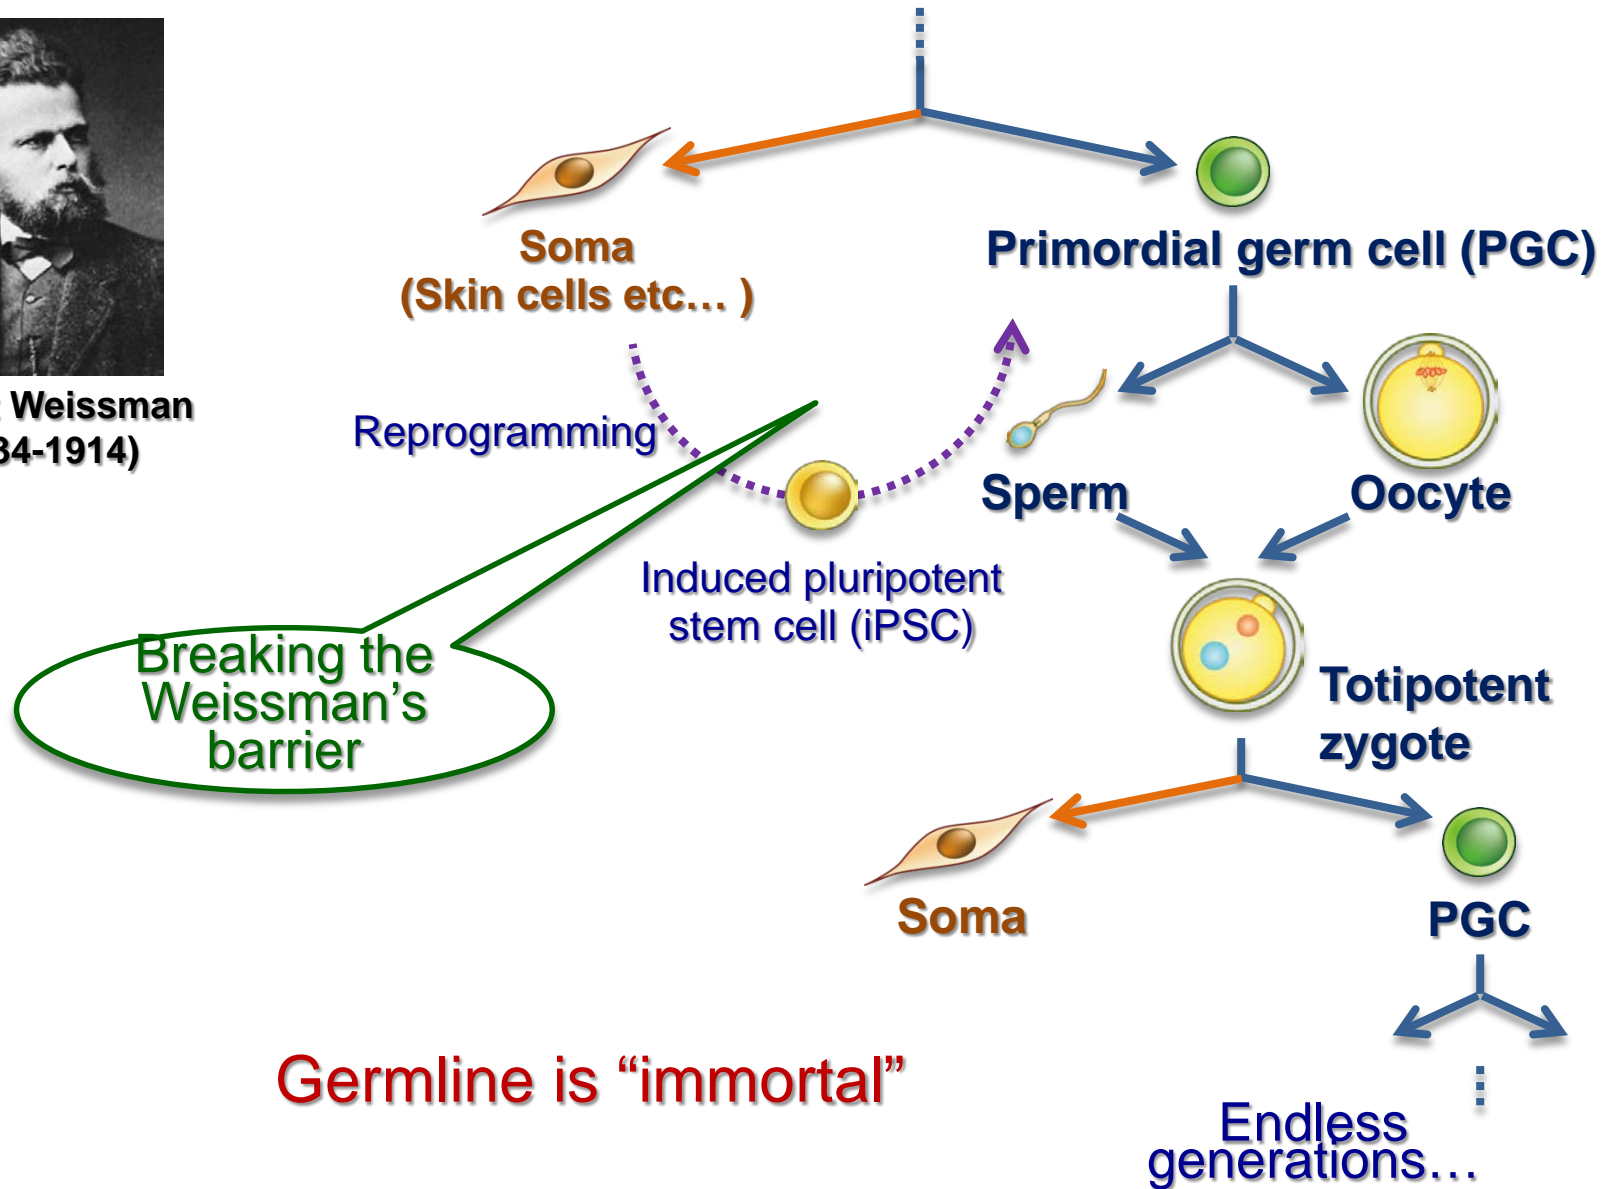 Weissman
34-1914)
Soma
(Skin cells etc… )
Primordial germ cell (PGC)
Reprogramming
Sperm
Oocyte
Induced pluripotent
stem cell (iPSC)
Breaking the
Weissman’s
barrier
Totipotent
zygote
Soma
PGC
Germline is “immortal”
Endless
generations…